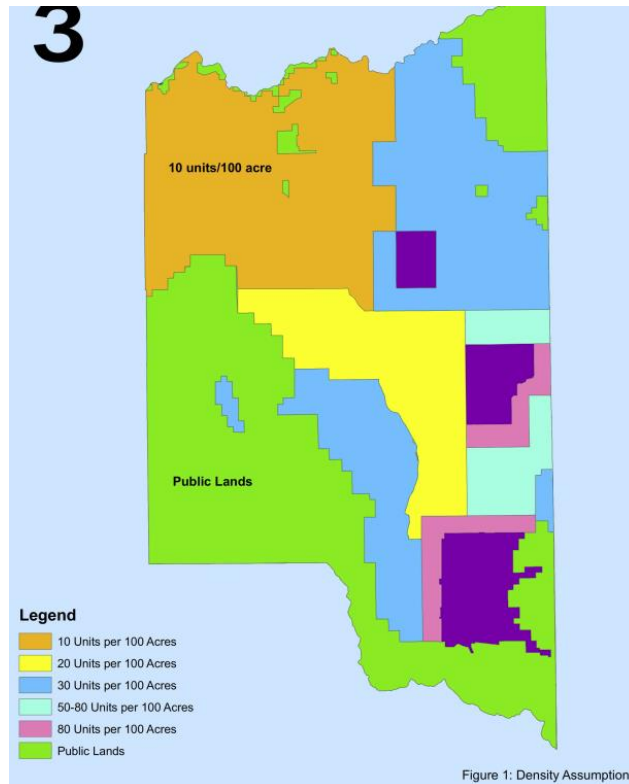 3
10 units/100 acre
Public Lands
Legend
10 Units per 100 Acres
20 Units per 100 Acres
30 Units per 100 Acres
50-80 Units per 100 Acres
80 Units per 100 Acres
Public Lands
Figure 1: Density Assumption